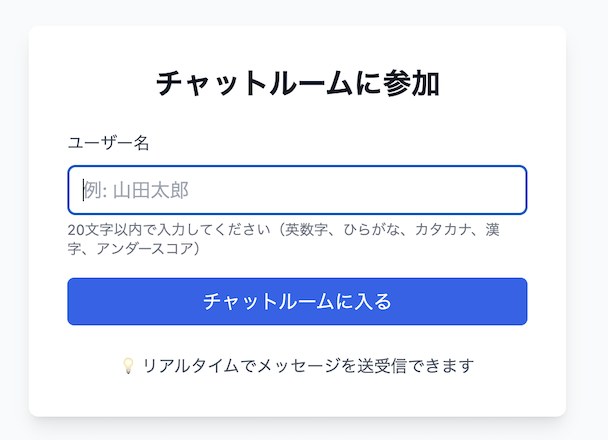 チャットルームに参加
ユーザー名
例: 山田太郎
20文字以内で入力してください（英数字、ひらがな、カタカナ、漢
字、アンダースコア）
チャットルームに入る
💡 リアルタイムでメッセージを送受信できます